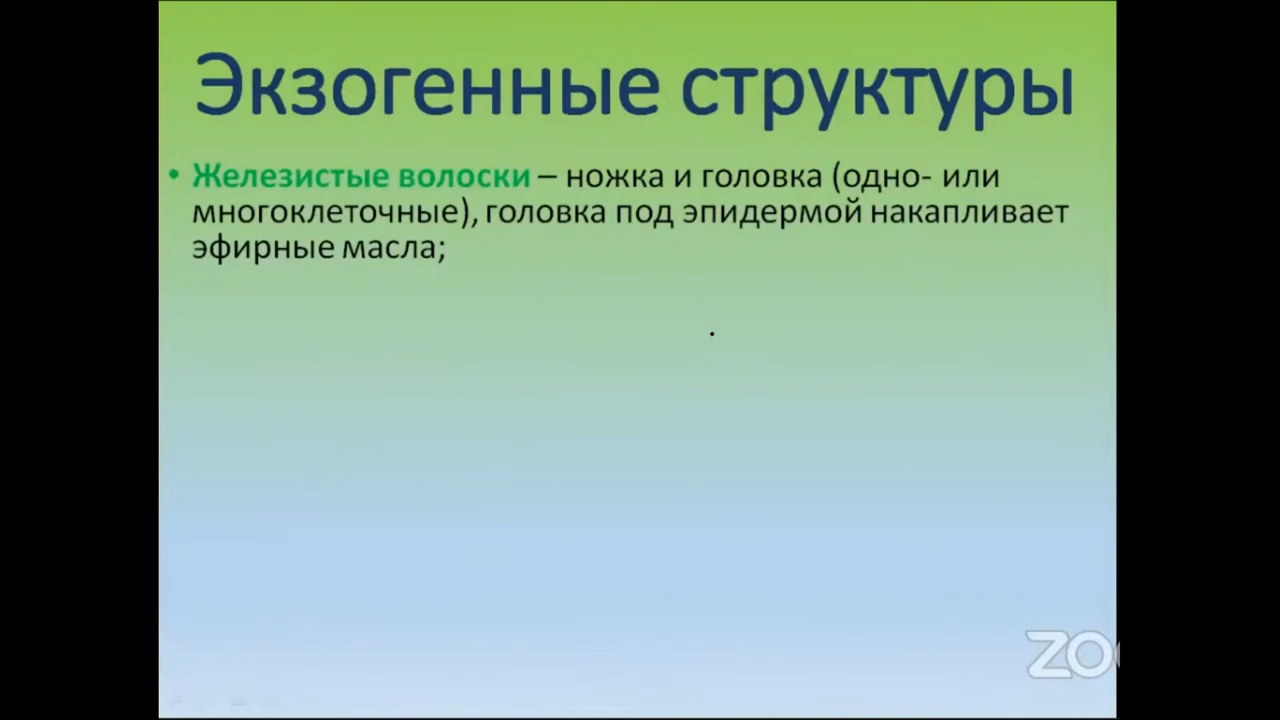 Экзогенные структуры
• Железистые волоски – ножка и головка (одно- или
многоклеточные), головка под эпидермой накапливает
эфирные масла;
.